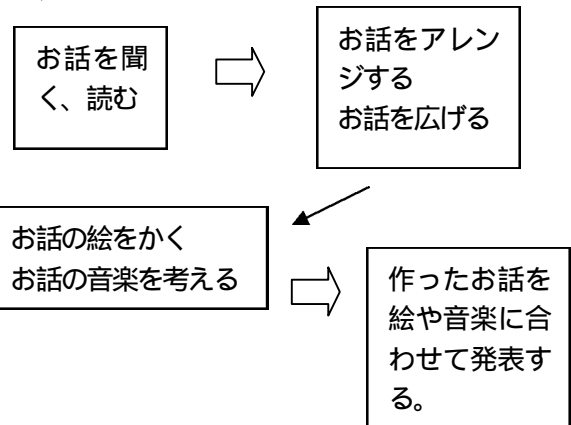 お話を聞
く、読む
お話をアレン
ジする
お話を広げる
お話の絵をかく
お話の音楽を考える
作ったお話を
絵や音楽に合
わせて発表す
る。